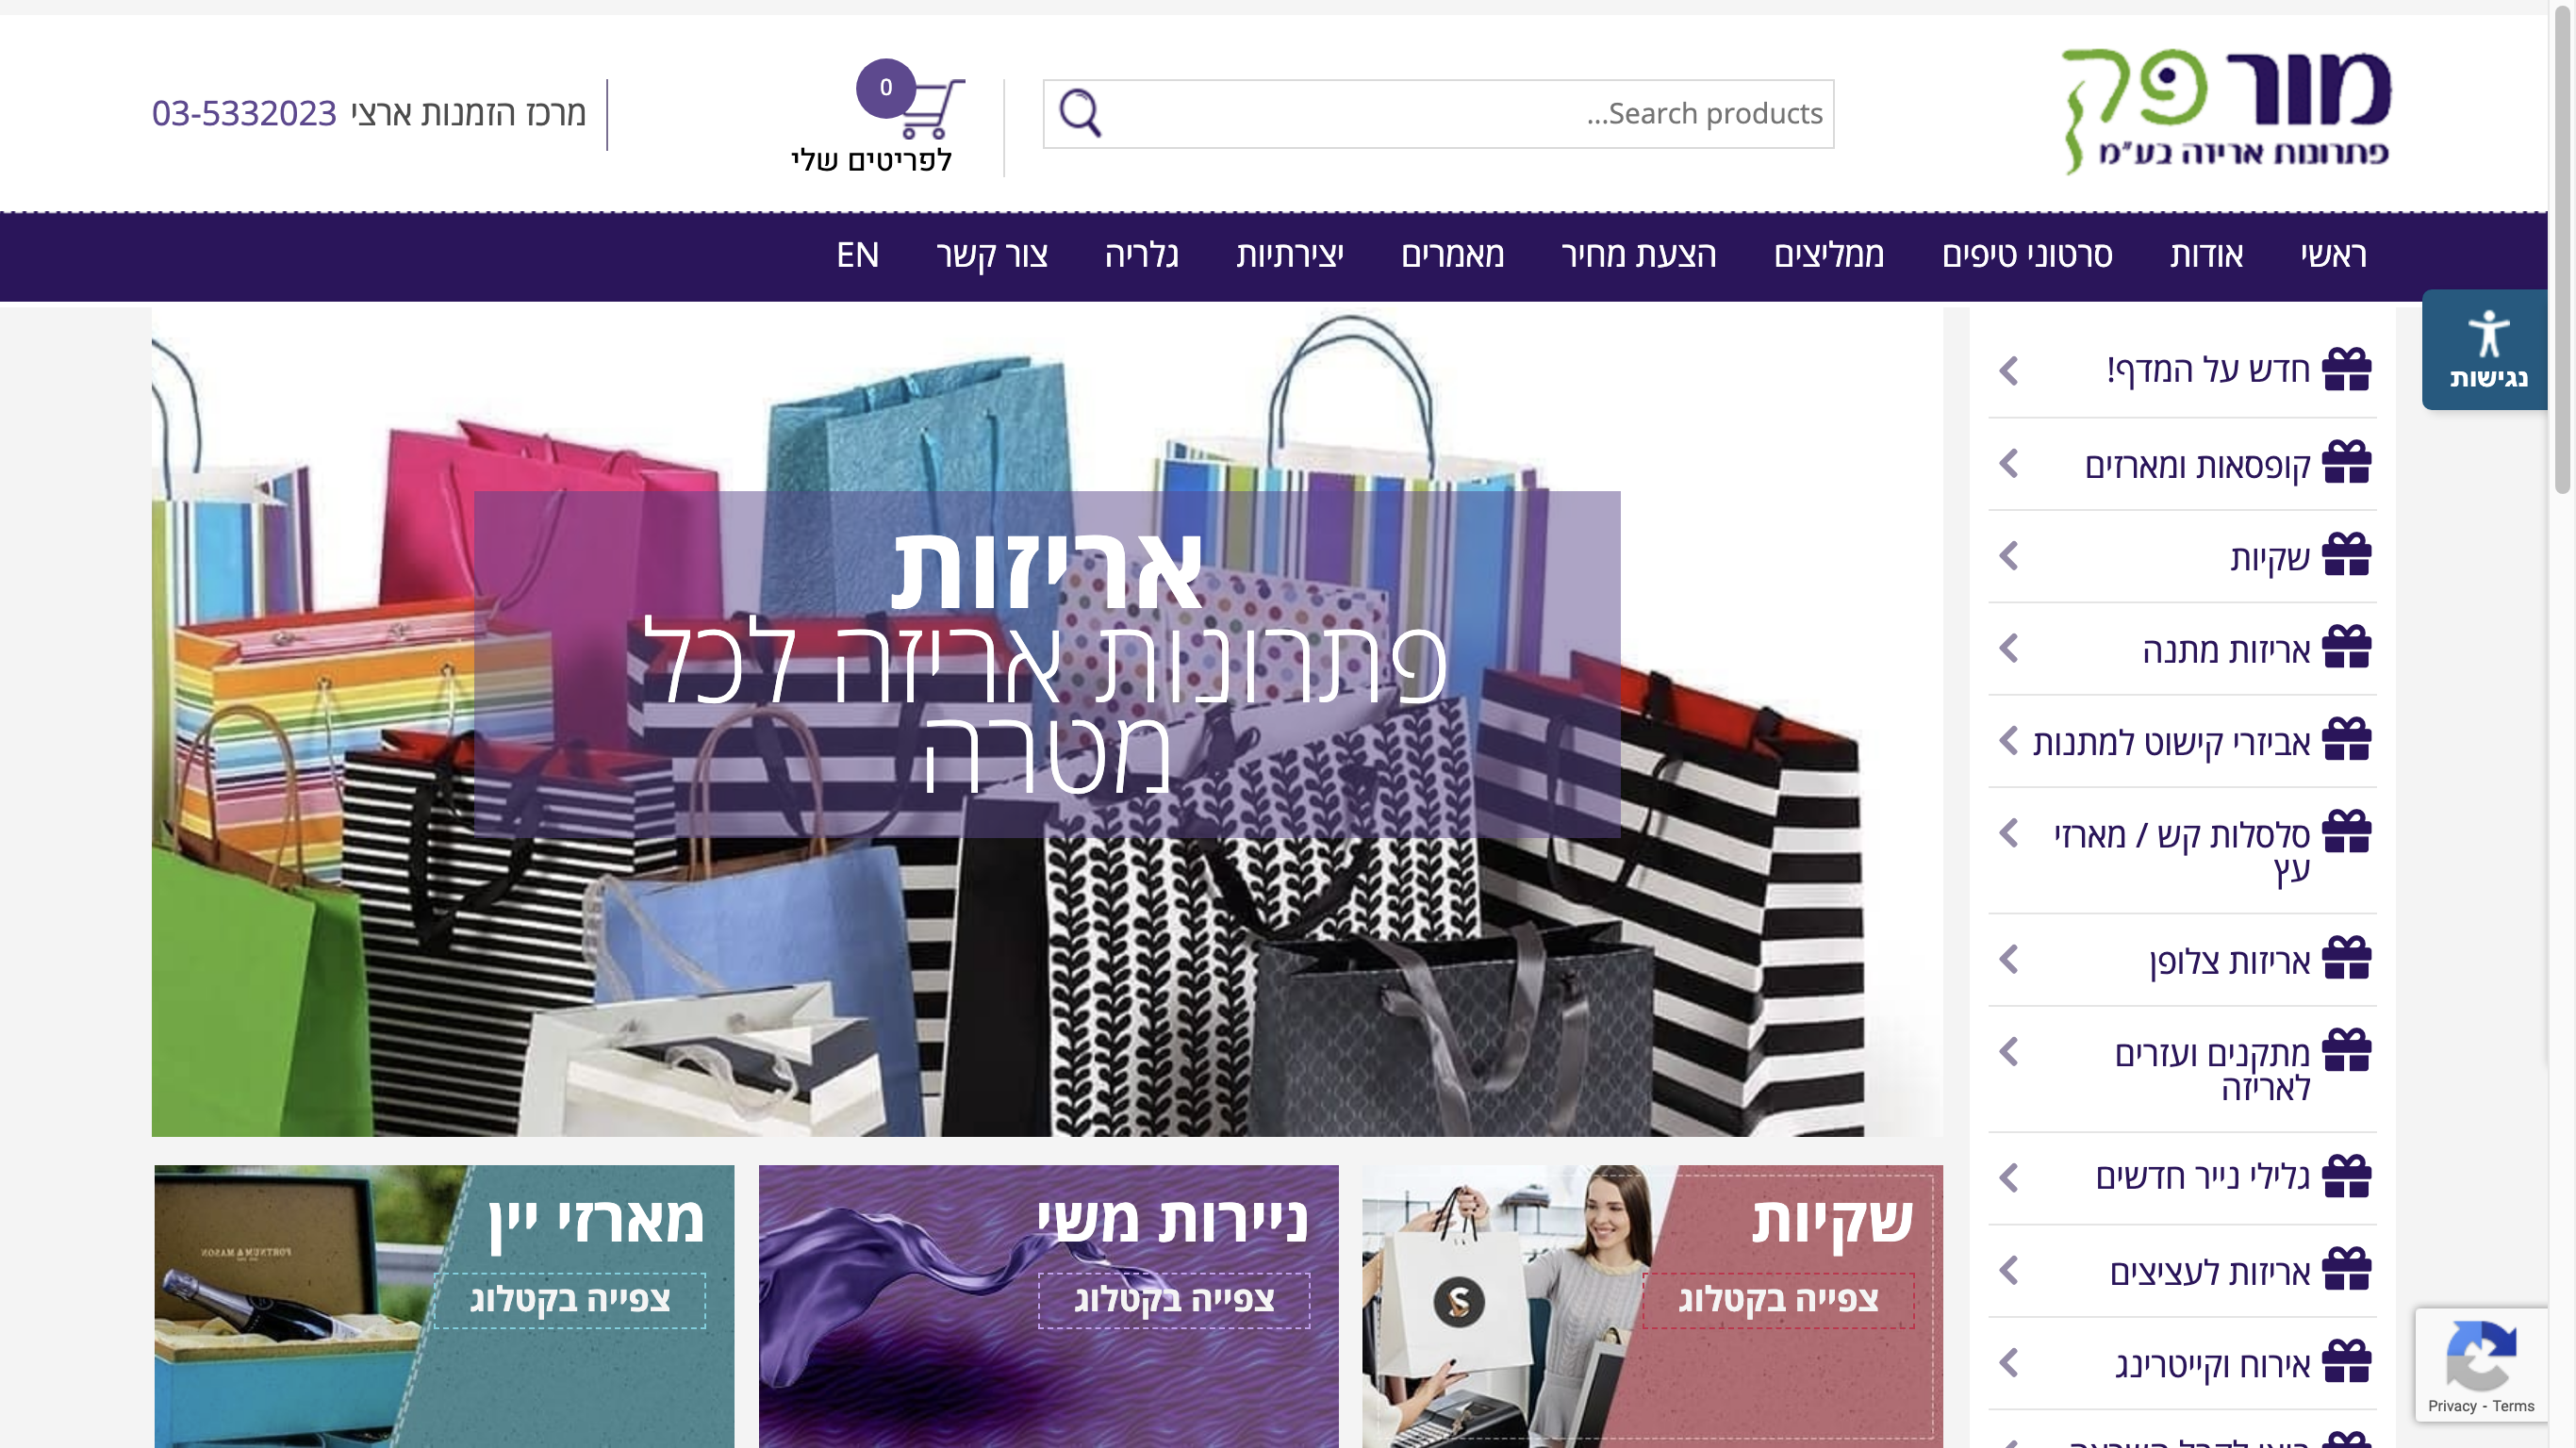 מור פק
פתרונות אריזה בע"מ
Search products...
0
לפריטים שלי
מרכז הזמנות ארצי 03-5332023
ראשי
אודות
סרטוני טיפים
ממליצים
הצעת מחיר
מאמרים
יצירתיות
גלריה
צור קשר
EN
נגישות
חדש על המדף!
קופסאות ומארזים
שקיות
אריזות מתנה
אביזרי קישוט למתנות
סלסלות קש / מארזי
עץ
אריזות צלופן
מתקנים ועזרים
לאריזה
גלילי נייר חדשים
אריזות לעציצים
אירוח וקייטרינג
אריזות
פתרונות אריזה לכל
מטרה
שקיות
צפייה בקטלוג
ניירות משי
צפייה בקטלוג
מארזי יין
צפייה בקטלוג
FORTNUM & MASON
S
Privacy - Terms